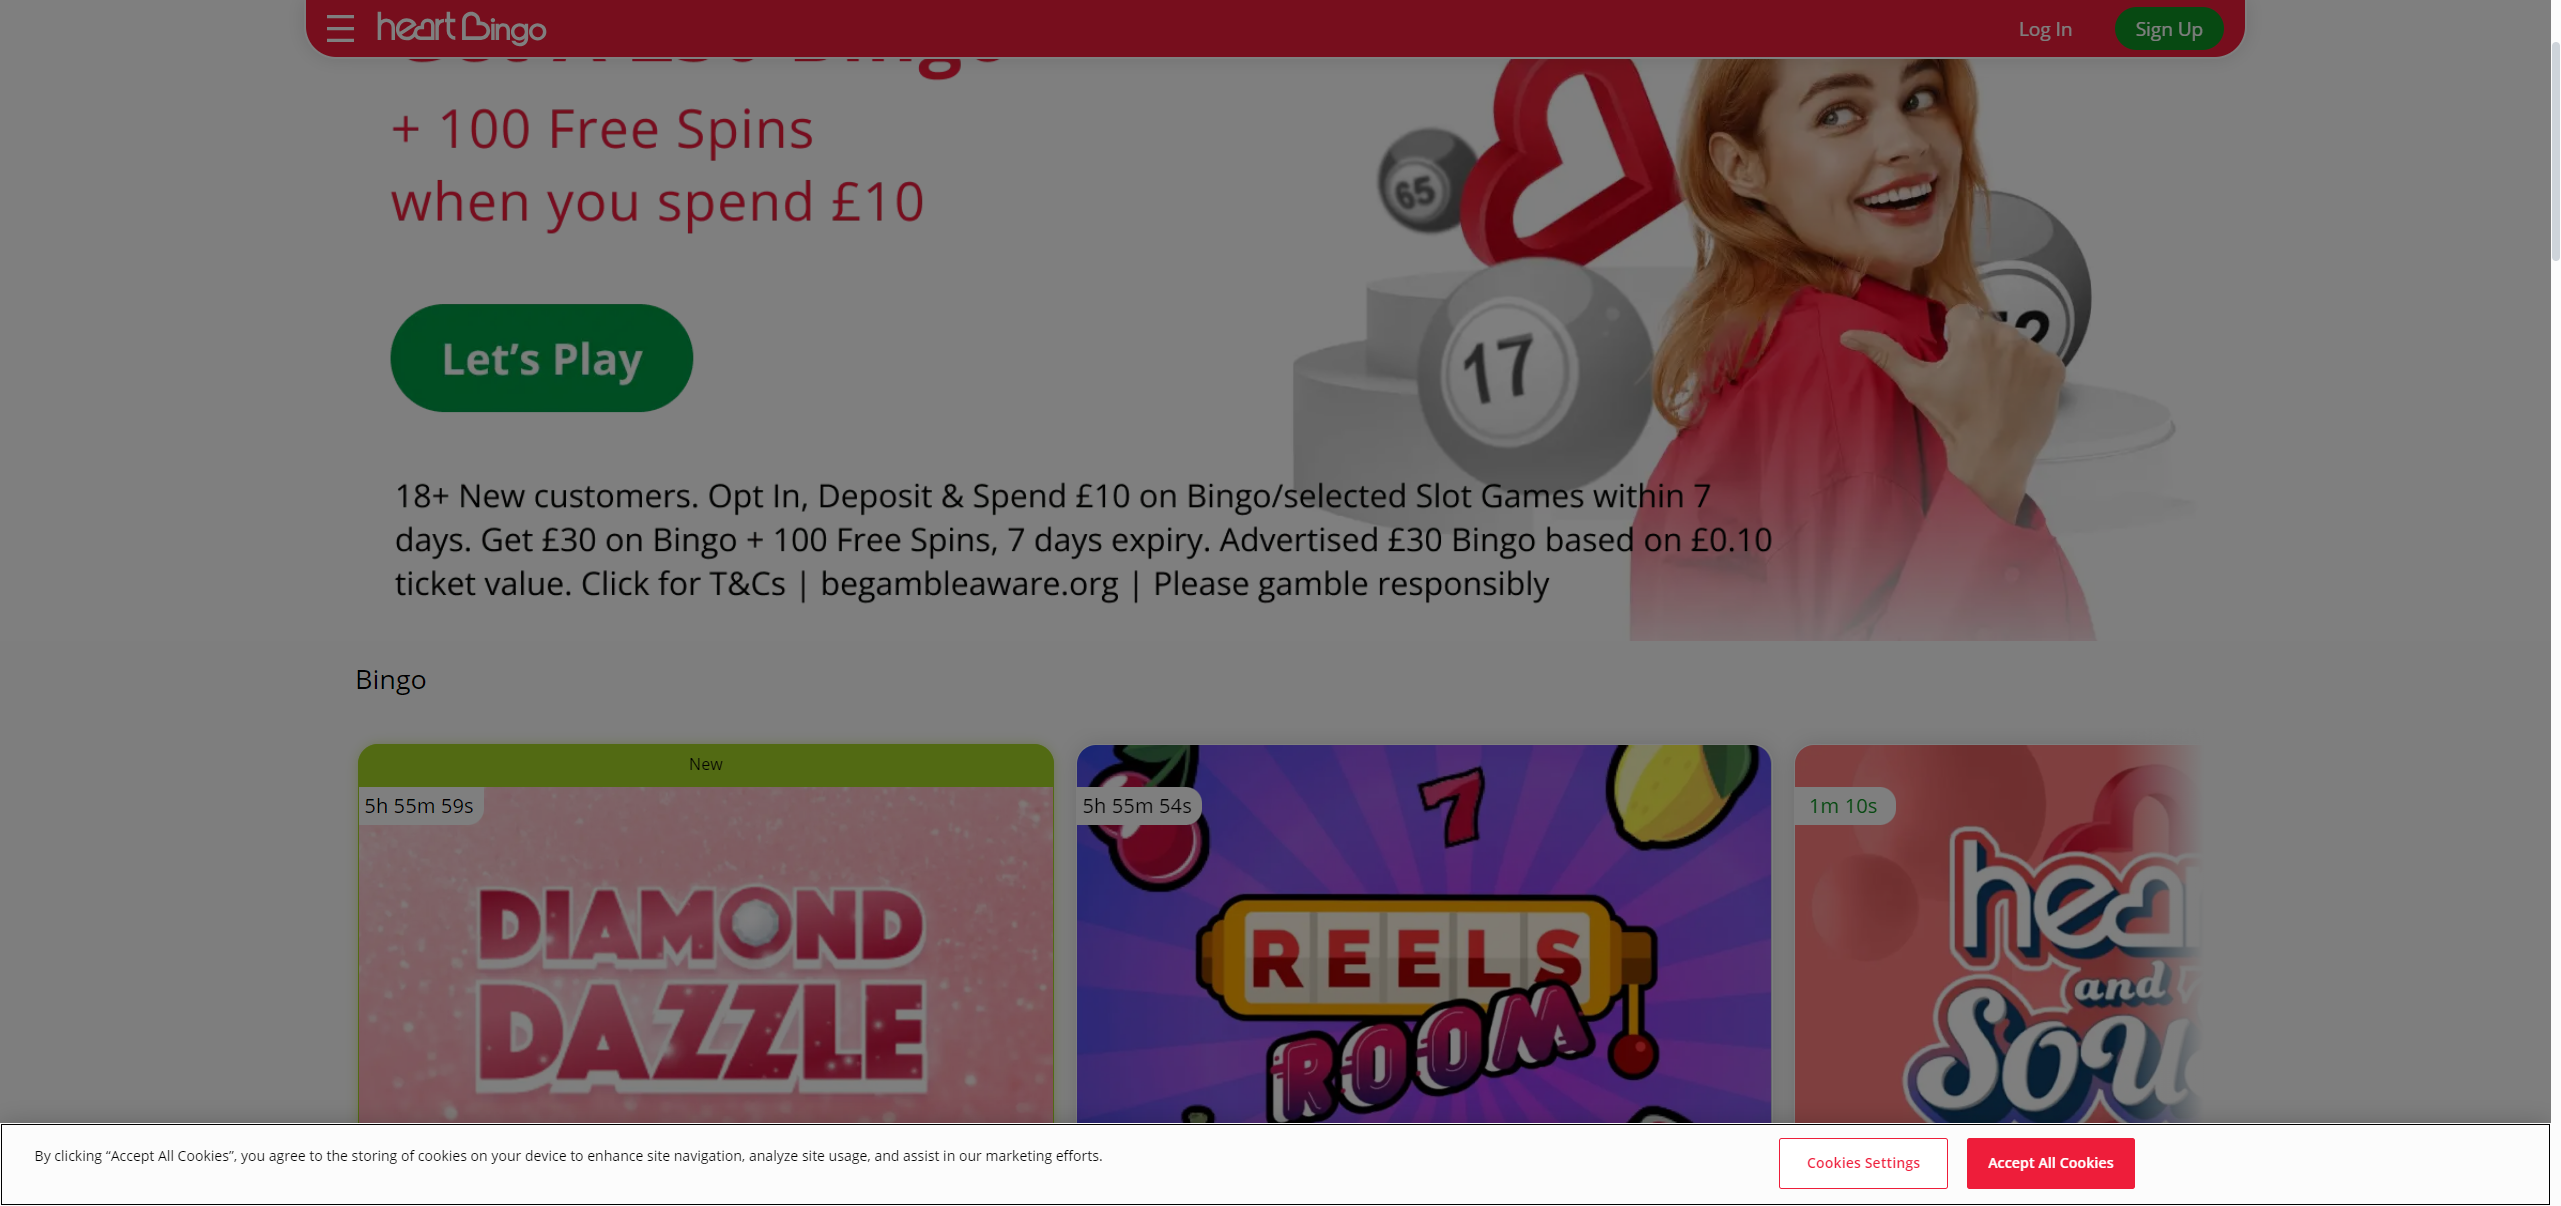 heart Bingo
Log In
Sign Up
+ 100 Free Spins
when you spend £10
65
17
Let's Play
18+ New customers. Opt In, Deposit & Spend £10 on Bingo/selected Slot Games within 7
days. Get £30 on Bingo + 100 Free Spins, 7 days expiry. Advertised £30 Bingo based on £0.10
ticket value. Click for T&Cs | begambleaware.org | Please gamble responsibly
Bingo
New
5h 55m 59s
5h 55m 54s
1m 10s
7
DIAMOND
DAZZLE
REELS
ROOM
and
By clicking “Accept All Cookies”, you agree to the storing of cookies on your device to enhance site navigation, analyze site usage, and assist in our marketing efforts.
Cookies Settings
Accept All Cookies